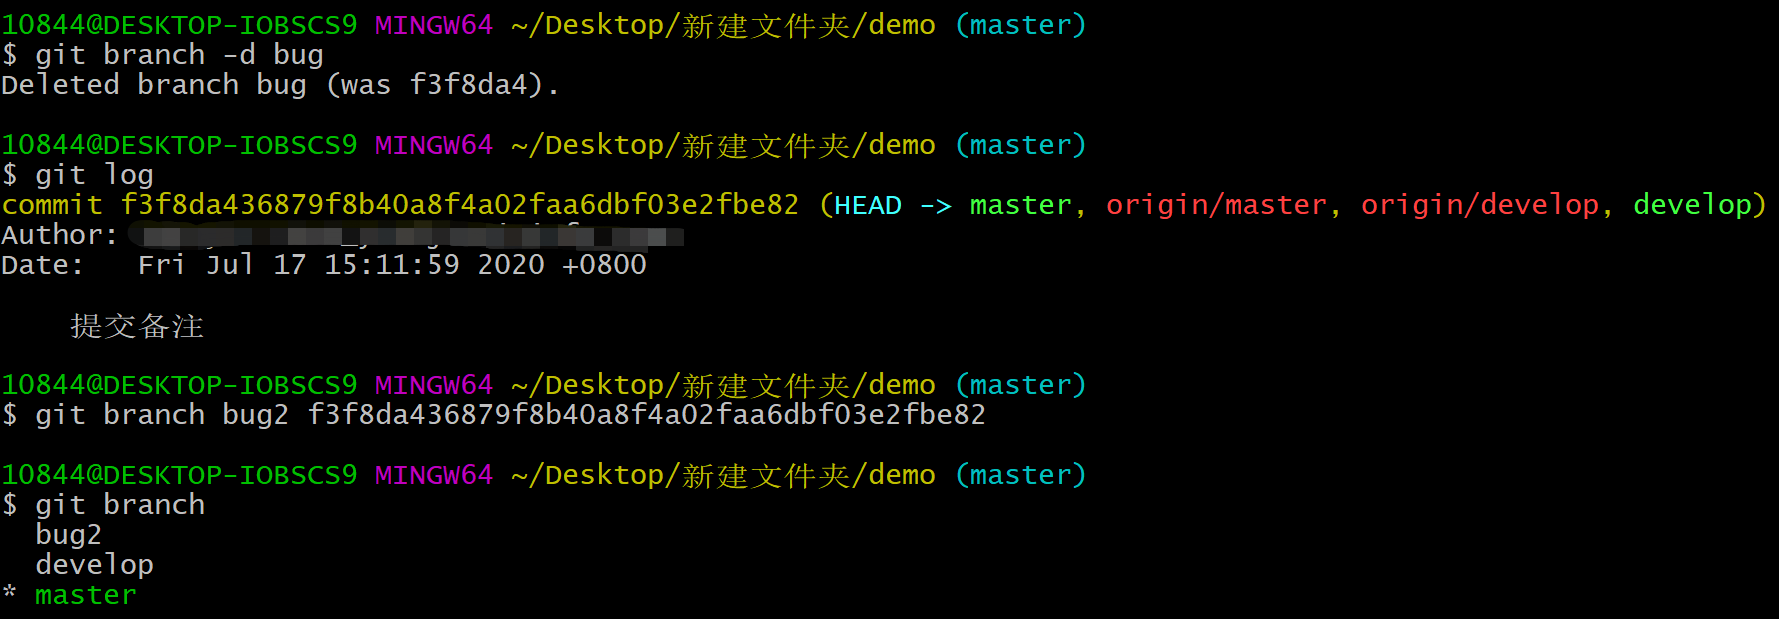 10844@DESKTOP-IOBSCS9 MINGW64 ~/Desktop/新建文件夹/demo (master)
$ git branch -d bug
Deleted branch bug (was f3f8da4).
10844@DESKTOP-IOBSCS9 MINGW64 ~/Desktop/新建文件夹/demo (master)
$ git log
commit f3f8da436879f8b40a8f4a02faa6dbf03e2fbe82 (HEAD -> master, origin/master, origin/develop, develop)
Author:
Date:   Fri Jul 17 15:11:59 2020 +0800
提交备注
10844@DESKTOP-IOBSCS9 MINGW64 ~/Desktop/新建文件夹/demo (master)
$ git branch bug2 f3f8da436879f8b40a8f4a02faa6dbf03e2fbe82
10844@DESKTOP-IOBSCS9 MINGW64 ~/Desktop/新建文件夹/demo (master)
$ git branch
bug2
develop
* master